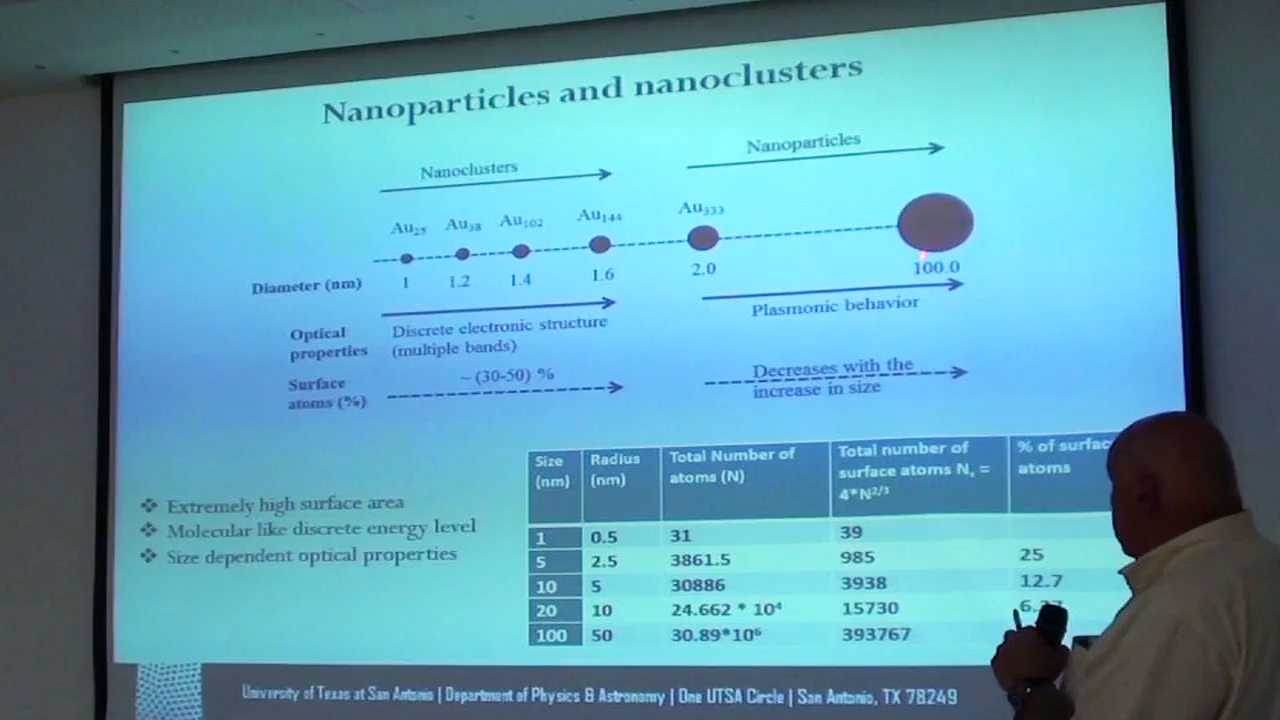 Nanoparticles and nanoclusters
Nanoclusters
Nanoparticles
Au₂₅ Au₃₈ Au₁₀₂ Au₁₄₄ Au₃₃₃
Diameter (nm) 1 1.2 1.4 1.6 2.0 100.0
Optical properties
Discrete electronic structure
(multiple bands)
Plasmonic behavior
Surface atoms (%)
~ (30-50) %
Decreases with the
increase in size
❖ Extremely high surface area
❖ Molecular like discrete energy level
❖ Size dependent optical properties
Size (nm) Radius (nm) Total Number of atoms (N) Total number of surface atoms Nₛ = 4*N²/³ % of surfac atoms
1 0.5 31 39
5 2.5 3861.5 985 25
10 5 30886 3938 12.7
20 10 24.662 * 10⁴ 15730
100 50 30.89*10⁶ 393767
University of Texas at San Antonio | Department of Physics & Astronomy | One UTSA Circle | San Antonio, TX 78249